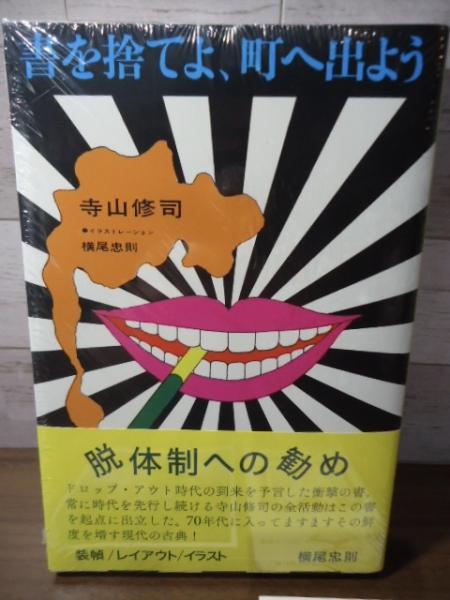 書を捨てよ、町へ出よう
寺山修司
●イラストレーション
横尾忠則
脱体制への勧め
ドロップ・アウト時代の到来を予言した衝撃の書。
常に時代を先行し続ける寺山修司の全活動はこの書
を起点に出立した。70年代に入ってますますその鮮
度を増す現代の古典!
装幀/レイアウト/イラスト
横尾忠則